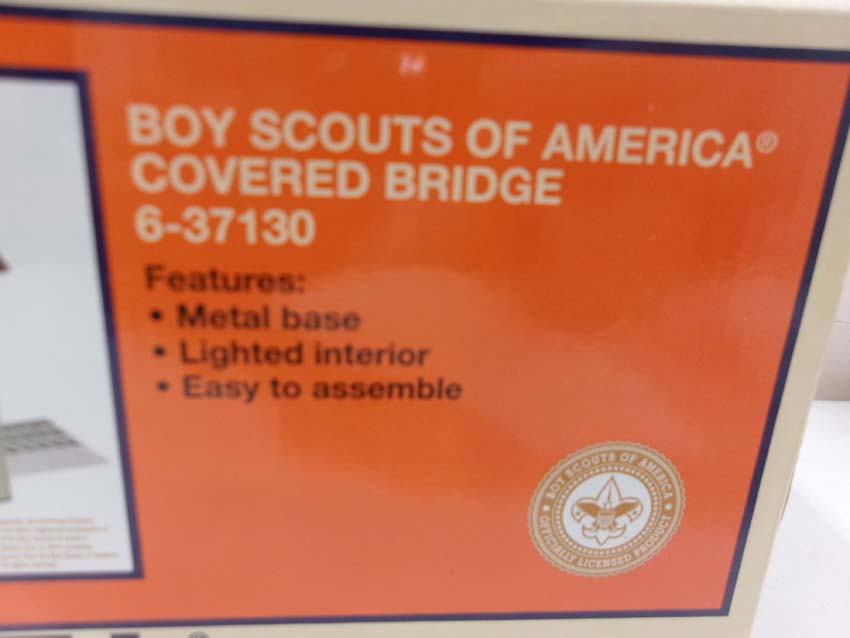 BOY SCOUTS OF AMERICA®
COVERED BRIDGE
6-37130
Features:
• Metal base
• Lighted interior
• Easy to assemble
BOY SCOUTS OF AMERICA
OFFICIALLY LICENSED PRODUCT
®